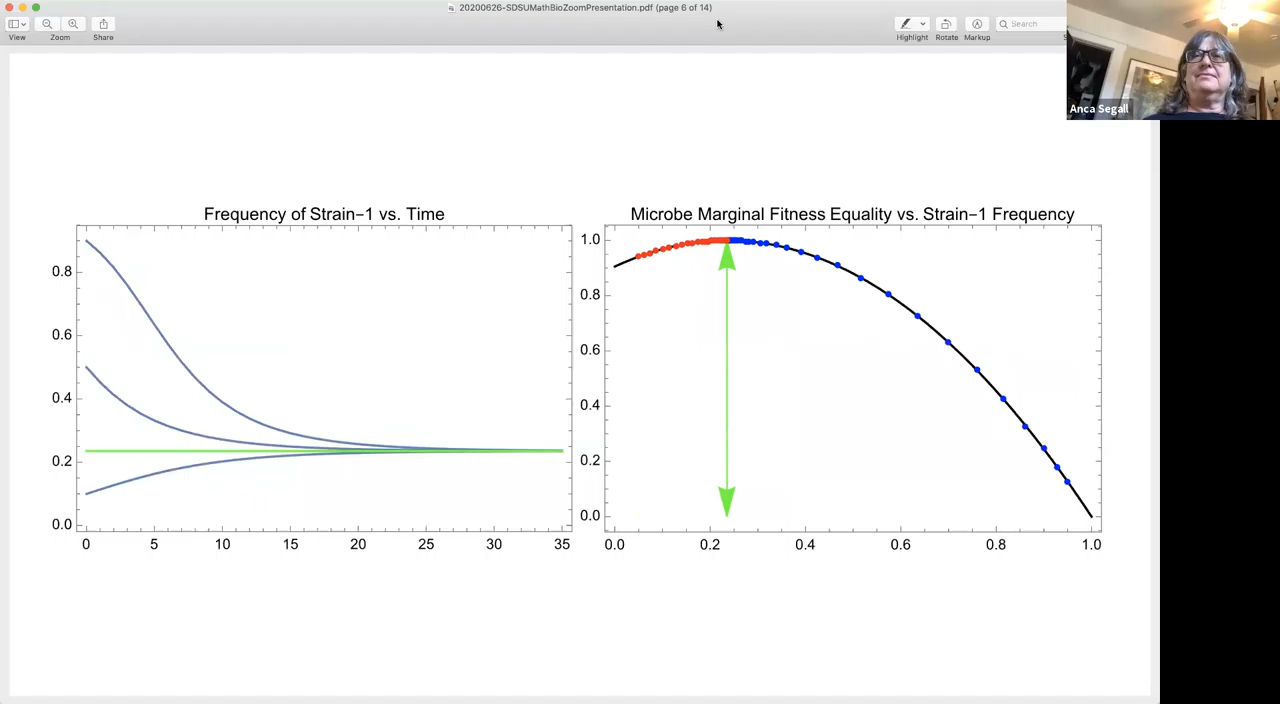 20200626-SDSUMathBioZoomPresentation.pdf (page 6 of 14)
View
Zoom
Share
Highlight
Rotate
Markup
Search
Anca Segall
Frequency of Strain−1 vs. Time
0.8
0.6
0.4
0.2
0.0
0 5 10 15 20 25 30 35
Microbe Marginal Fitness Equality vs. Strain−1 Frequency
1.0
0.8
0.6
0.4
0.2
0.0
0.0 0.2 0.4 0.6 0.8 1.0